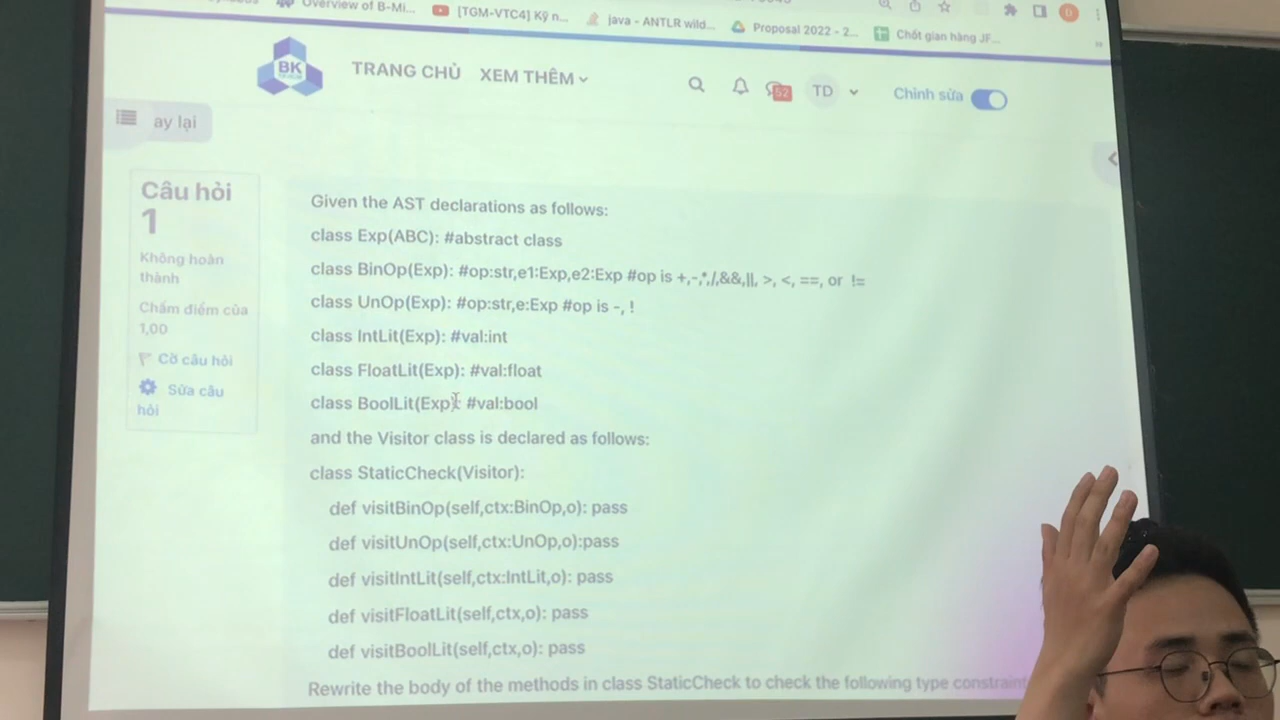 Overview of B-Mi...
[TGM-VTC4] Kỹ n...
java - ANTLR wild...
Proposal 2022 - 2...
Chốt gian hàng JF...
D
BK
TRANG CHỦ
XEM THÊM
52
TD
Chỉnh sửa
ay lại
Câu hỏi
1
Không hoàn
thành
Chấm điểm của
1,00
Cờ câu hỏi
Sửa câu
hỏi
Given the AST declarations as follows:
class Exp(ABC): #abstract class
class BinOp(Exp): #op:str,e1:Exp,e2:Exp #op is +,-,*,/,&&,||, >, <, ==, or !=
class UnOp(Exp): #op:str,e:Exp #op is -, !
class IntLit(Exp): #val:int
class FloatLit(Exp): #val:float
class BoolLit(Exp): #val:bool
and the Visitor class is declared as follows:
class StaticCheck(Visitor):
def visitBinOp(self,ctx:BinOp,o): pass
def visitUnOp(self,ctx:UnOp,o):pass
def visitIntLit(self,ctx:IntLit,o): pass
def visitFloatLit(self,ctx,o): pass
def visitBoolLit(self,ctx,o): pass
Rewrite the body of the methods in class StaticCheck to check the following type constraint